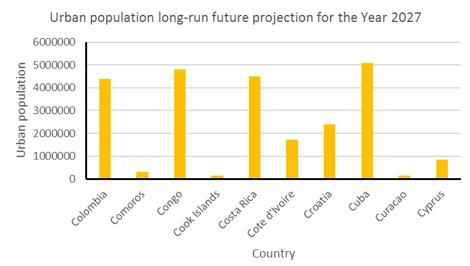 Urban population long-run future projection for the Year 2027
Urban population
6000000
5000000
4000000
3000000
2000000
1000000
0
Colombia
Comoros
Congo
Cook Islands
Costa Rica
Cote d'Ivoire
Croatia
Cuba
Curacao
Cyprus
Country